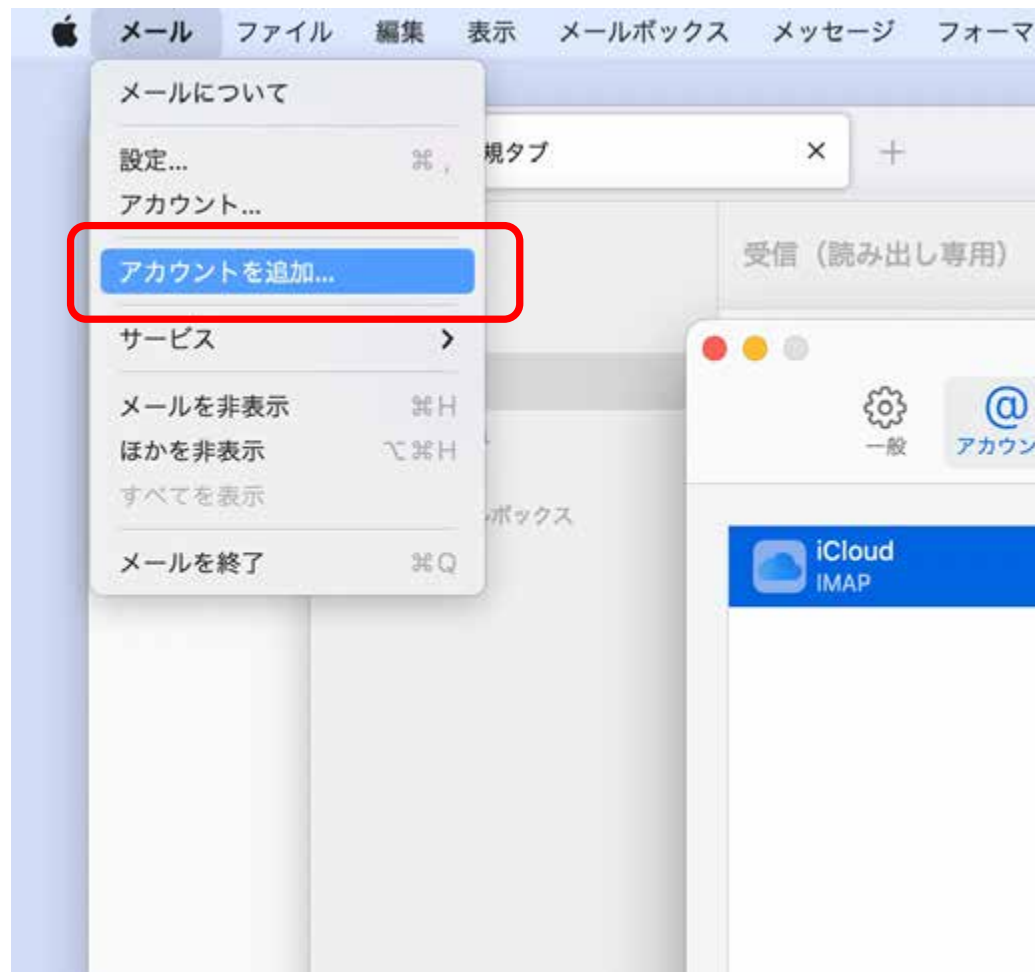 メール ファイル 編集 表示 メールボックス メッセージ フォーマ
メールについて
設定... ⌘ ,
アカウント...
アカウントを追加...
サービス >
メールを非表示 ⌘H
ほかを非表示 ⌥⌘H
すべてを表示
メールを終了 ⌘Q
規タブ × +
受信（読み出し専用）
ルボックス
一般
@
アカウン
iCloud
IMAP